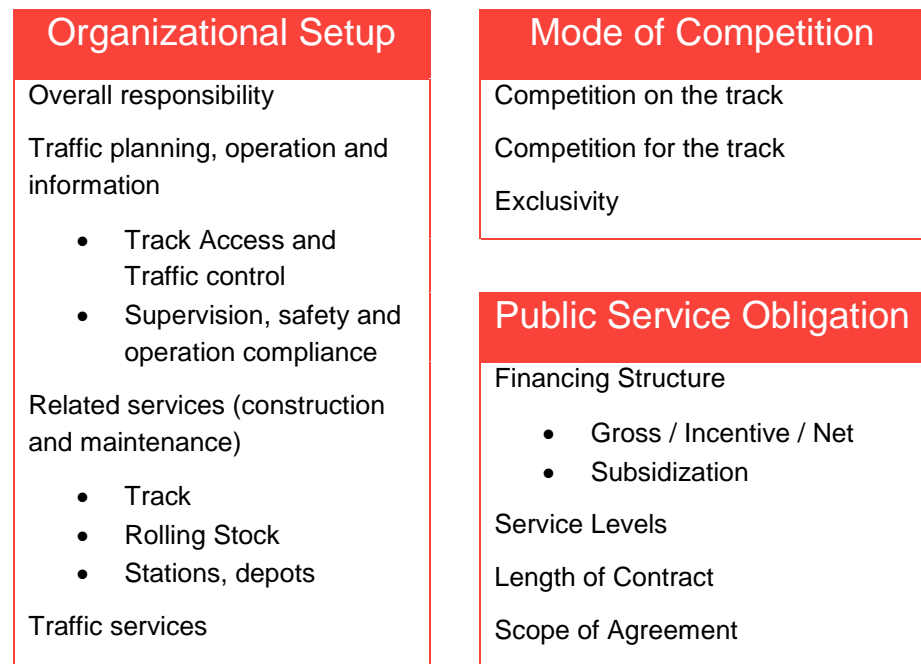 Organizational Setup
Overall responsibility
Traffic planning, operation and
information
• Track Access and
Traffic control
• Supervision, safety and
operation compliance
Related services (construction
and maintenance)
• Track
• Rolling Stock
• Stations, depots
Traffic services
Mode of Competition
Competition on the track
Competition for the track
Exclusivity
Public Service Obligation
Financing Structure
• Gross / Incentive / Net
• Subsidization
Service Levels
Length of Contract
Scope of Agreement